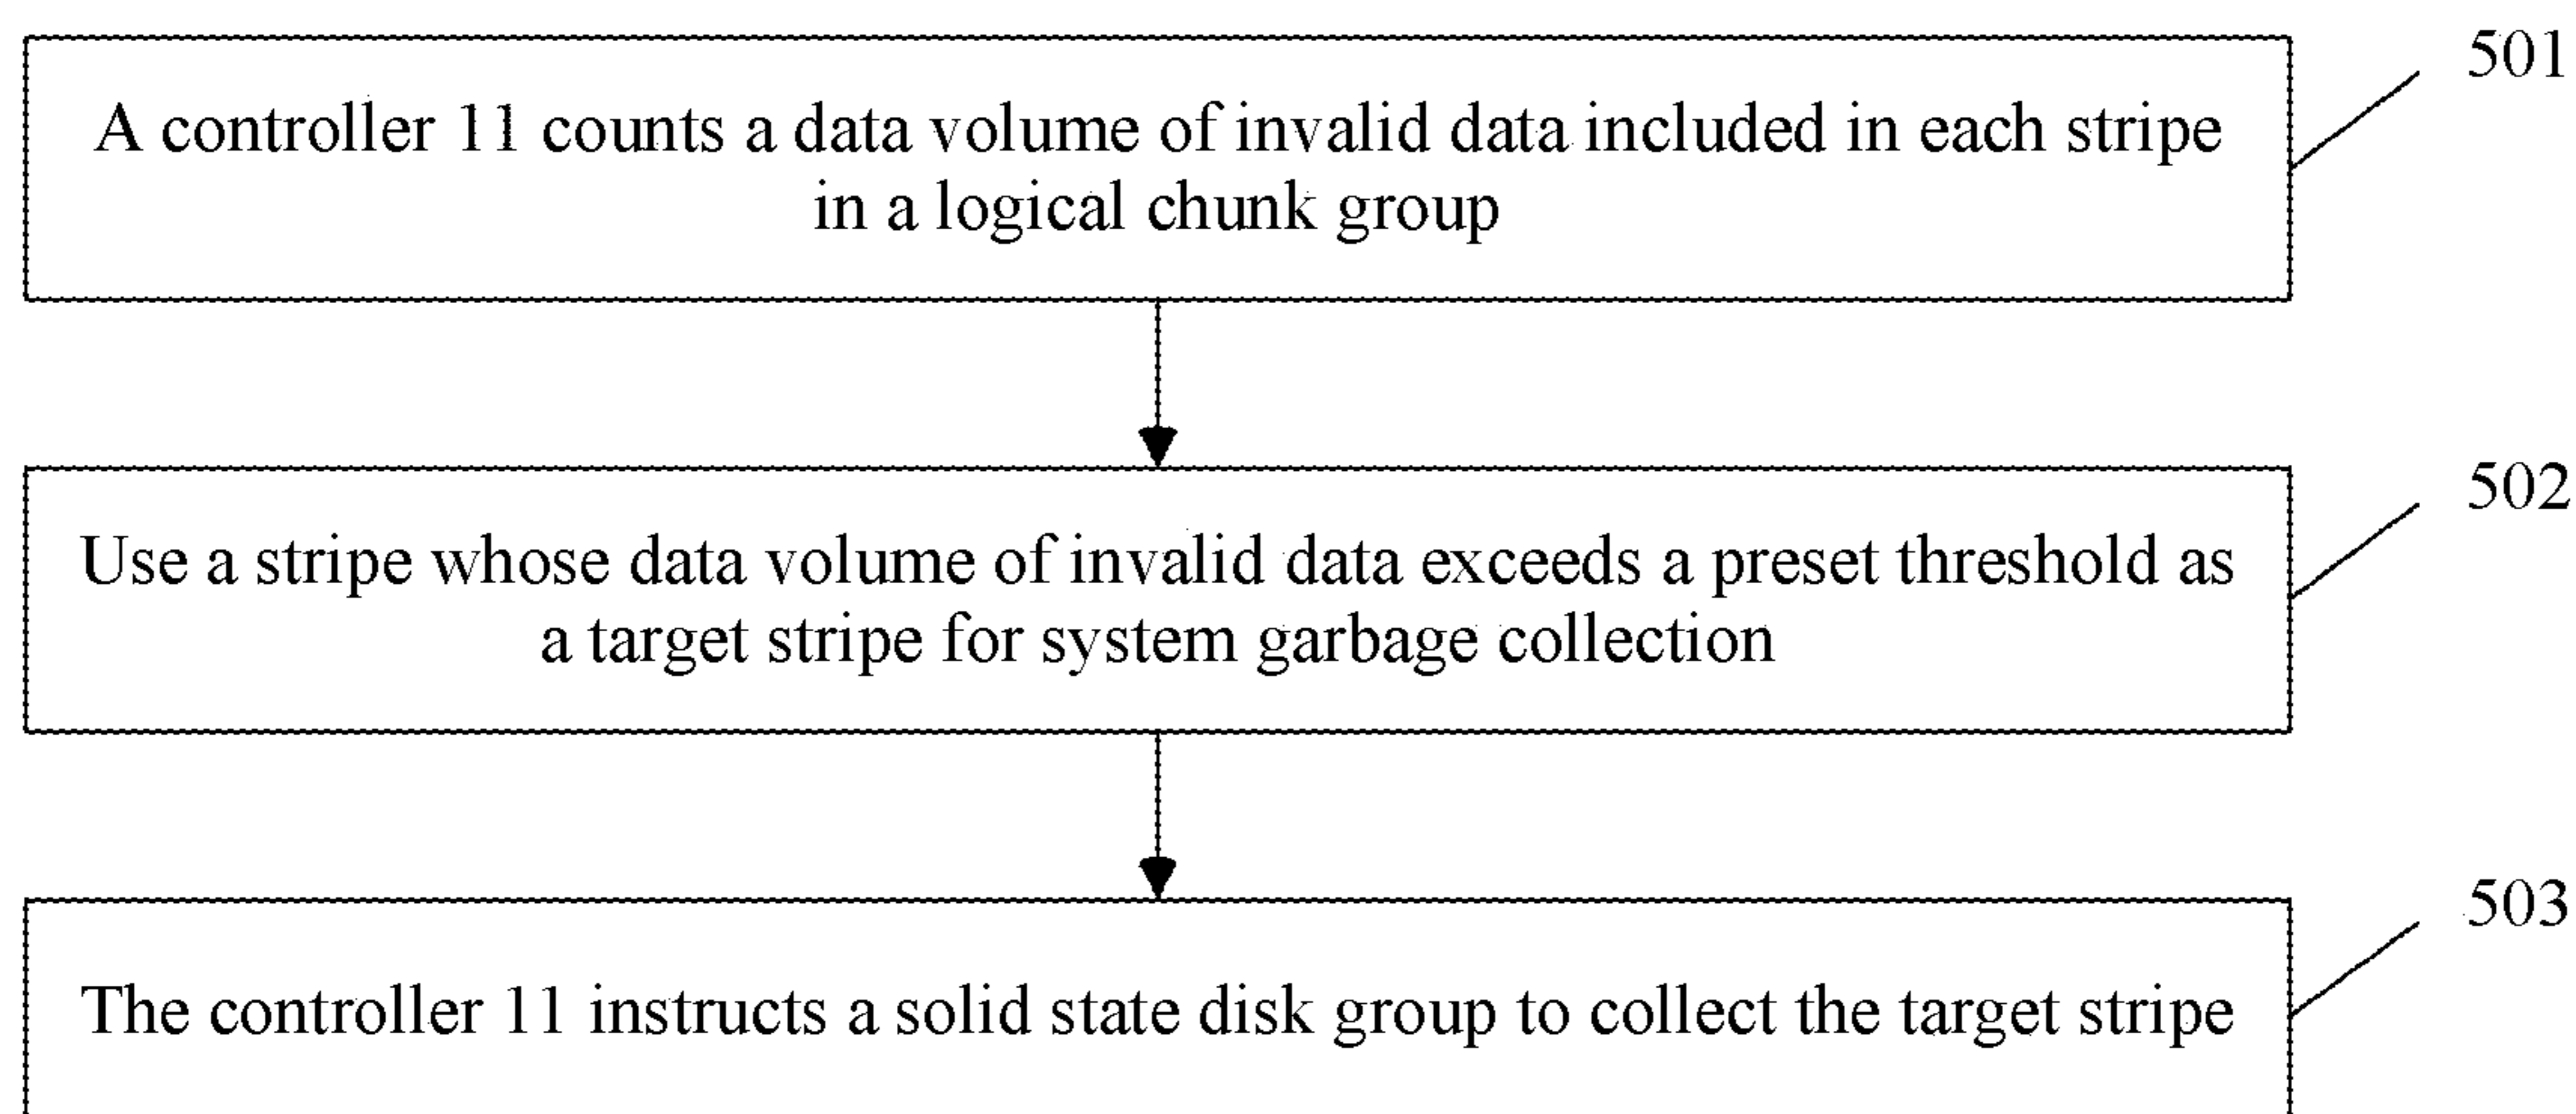 A controller 11 counts a data volume of invalid data included in each stripe
in a logical chunk group
501
Use a stripe whose data volume of invalid data exceeds a preset threshold as
a target stripe for system garbage collection
502
The controller 11 instructs a solid state disk group to collect the target stripe
503